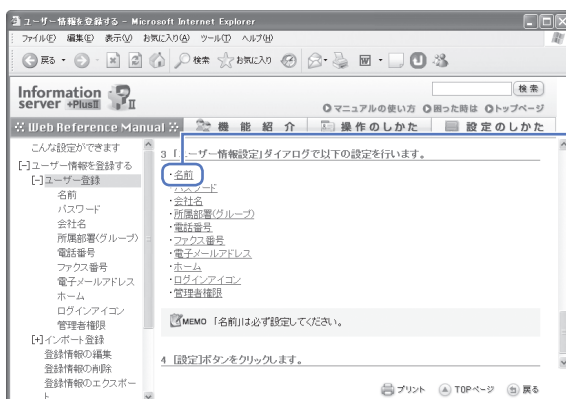 ユーザー情報を登録する - Microsoft Internet Explorer
ファイル(F) 編集(E) 表示(V) お気に入り(A) ツール(T) ヘルプ(H)
戻る 検索 お気に入り
Information server +PlusⅡ Ⅱ
検索
マニュアルの使い方 困った時は トップページ
Web Reference Manual 機能紹介 操作のしかた 設定のしかた
こんな設定ができます
[-]ユーザー情報を登録する
[-]ユーザー登録
名前
パスワード
会社名
所属部署(グループ)
電話番号
ファクス番号
電子メールアドレス
ホーム
ログインアイコン
管理者権限
[+]インポート登録
登録情報の編集
登録情報の削除
登録情報のエクスポート
3 「ユーザー情報設定」ダイアログで以下の設定を行います。
・名前
・パスワード
・会社名
・所属部署(グループ)
・電話番号
・ファクス番号
・電子メールアドレス
・ホーム
・ログインアイコン
・管理者権限
MEMO 「名前」は必ず設定してください。
4 [設定]ボタンをクリックします。
プリント TOPページ 戻る